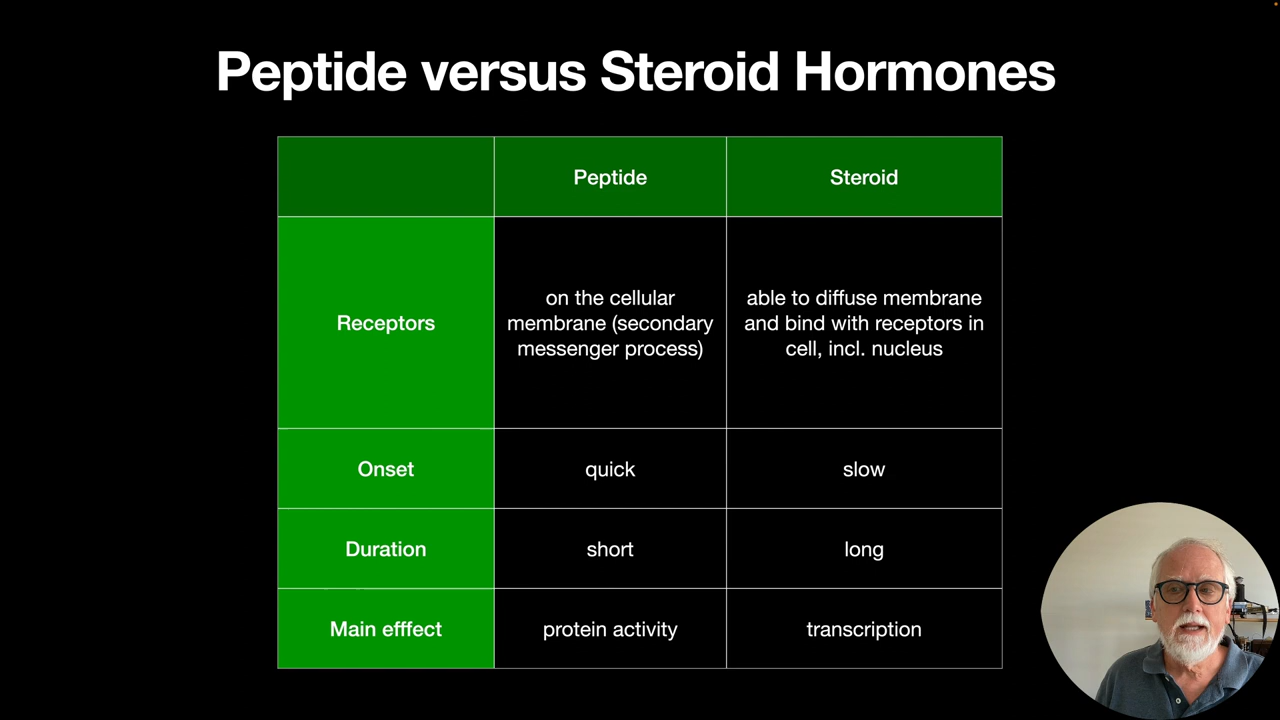 Peptide versus Steroid Hormones
Peptide
Steroid
Receptors
on the cellular
membrane (secondary
messenger process)
able to diffuse membrane
and bind with receptors in
cell, incl. nucleus
Onset
quick
slow
Duration
short
long
Main efffect
protein activity
transcription